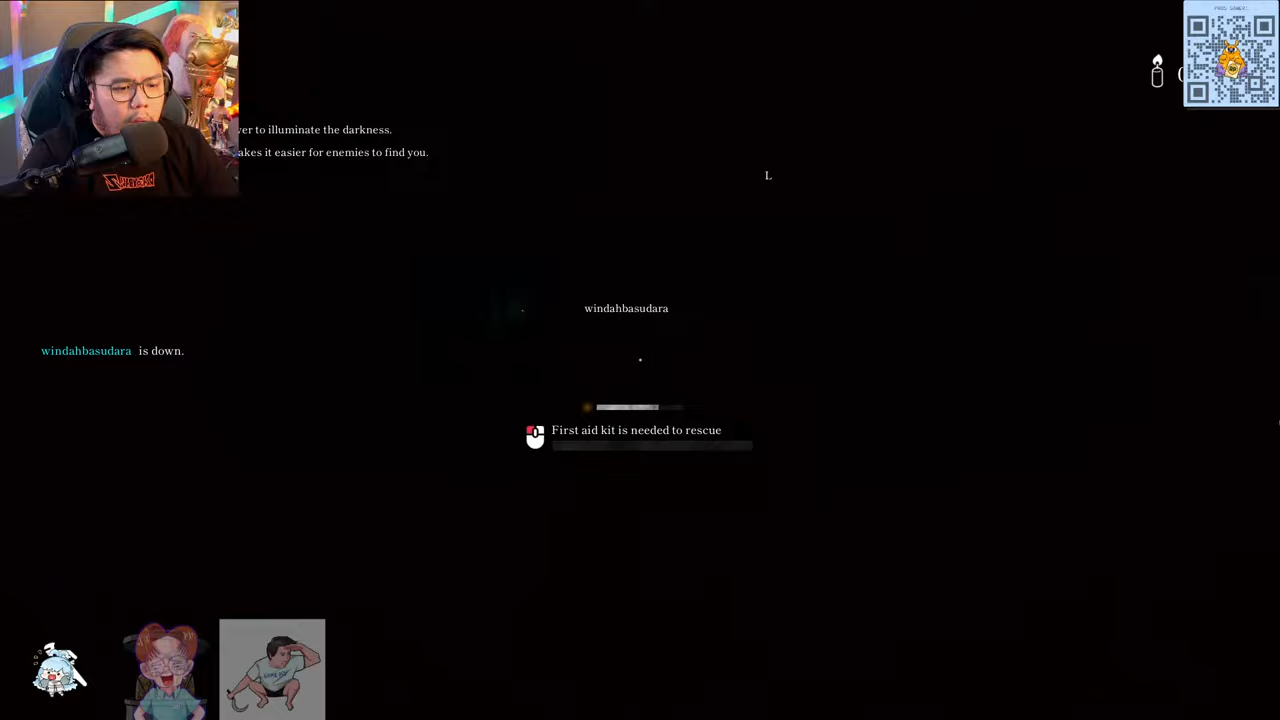 ver to illuminate the darkness.
akes it easier for enemies to find you.
L
windahbasudara
windahbasudara is down.
First aid kit is needed to rescue